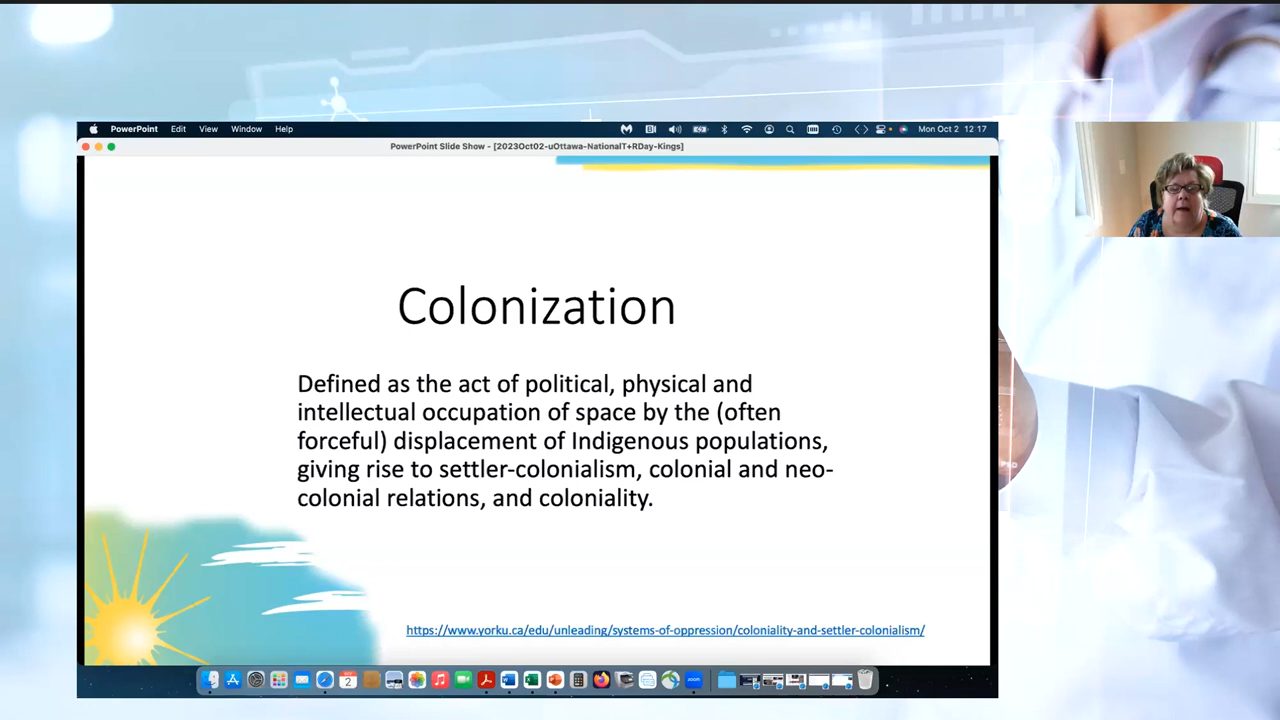 PowerPoint Edit View Window Help Mon Oct 2 12:17
PowerPoint Slide Show - [2023Oct02-uOttawa-NationalT+RDay-Kings]
Colonization
Defined as the act of political, physical and
intellectual occupation of space by the (often
forceful) displacement of Indigenous populations,
giving rise to settler-colonialism, colonial and neo-
colonial relations, and coloniality.
https://www.yorku.ca/edu/unleading/systems-of-oppression/coloniality-and-settler-colonialism/
2
zoom